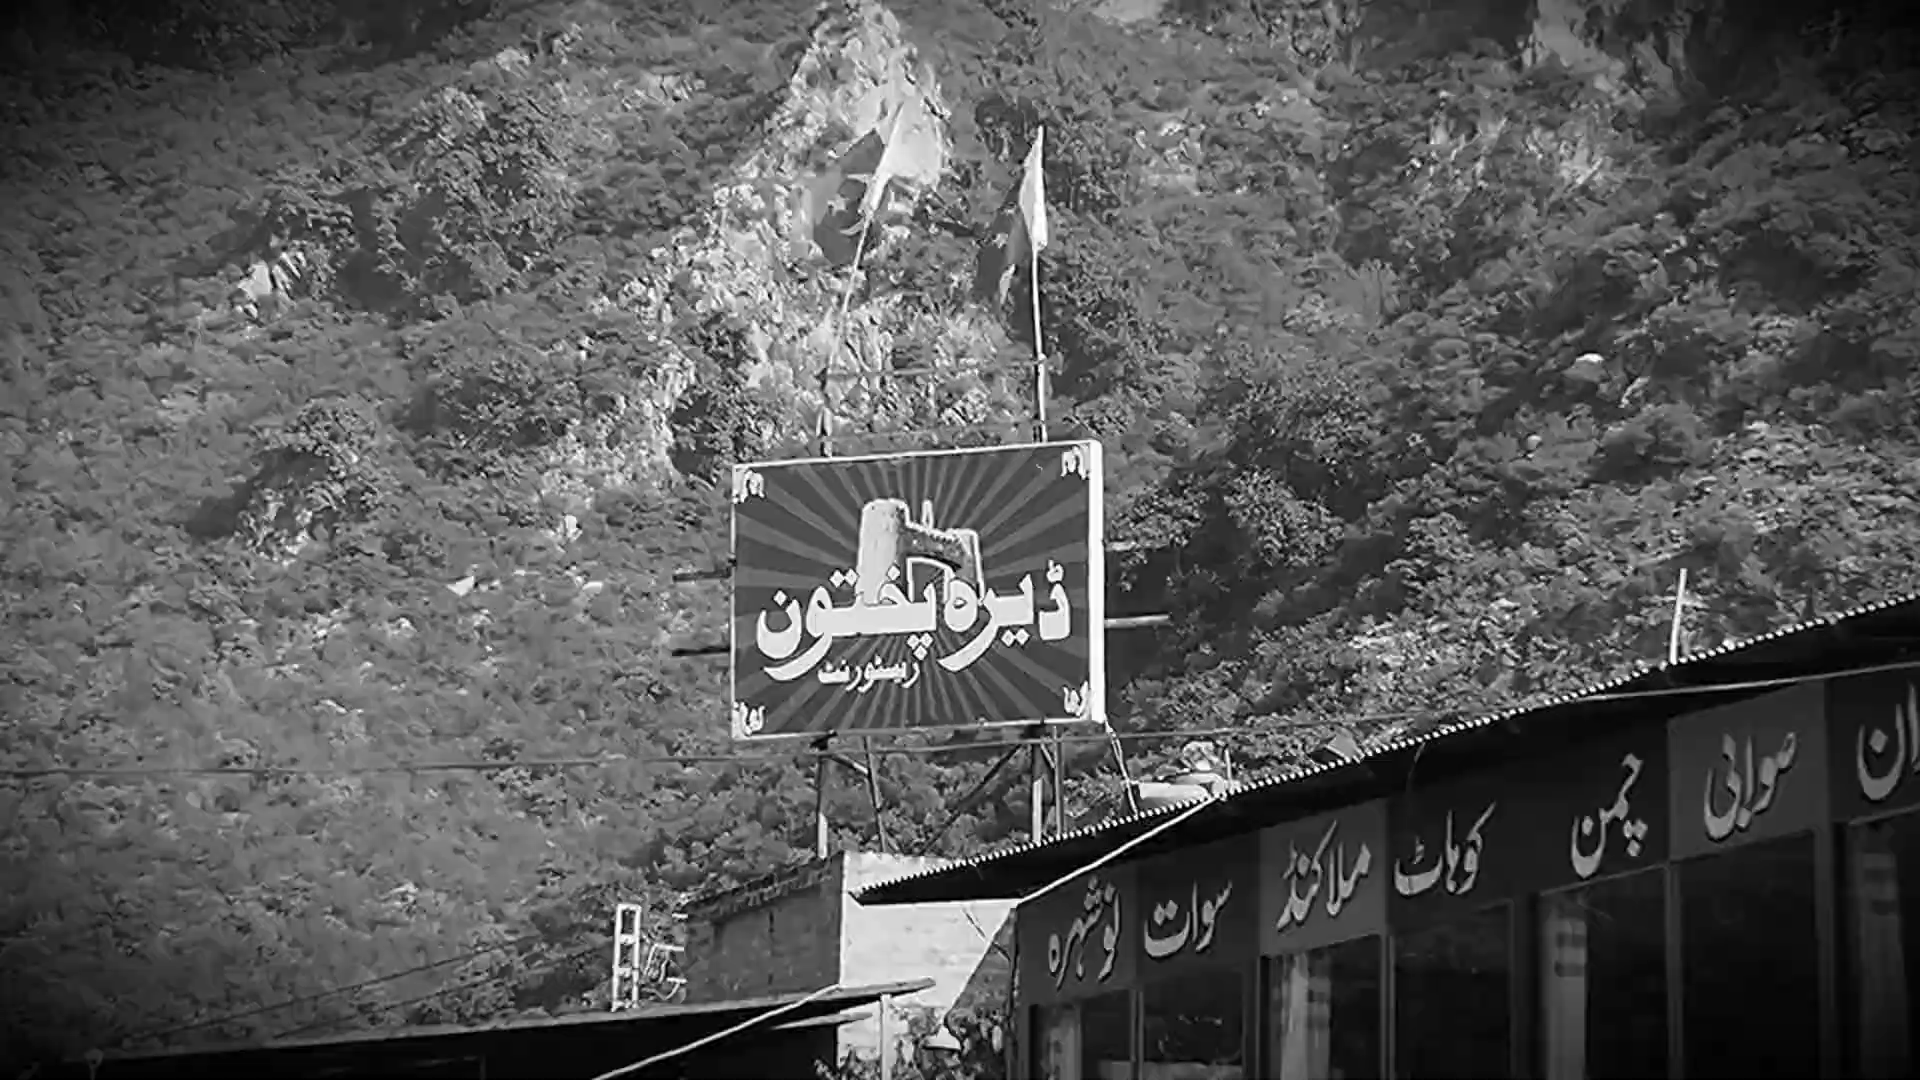 ڈیرہ پختون
ریسٹورنٹ
صوابی چمن کوہاٹ ملاکنڈ سوات نوشہرہ